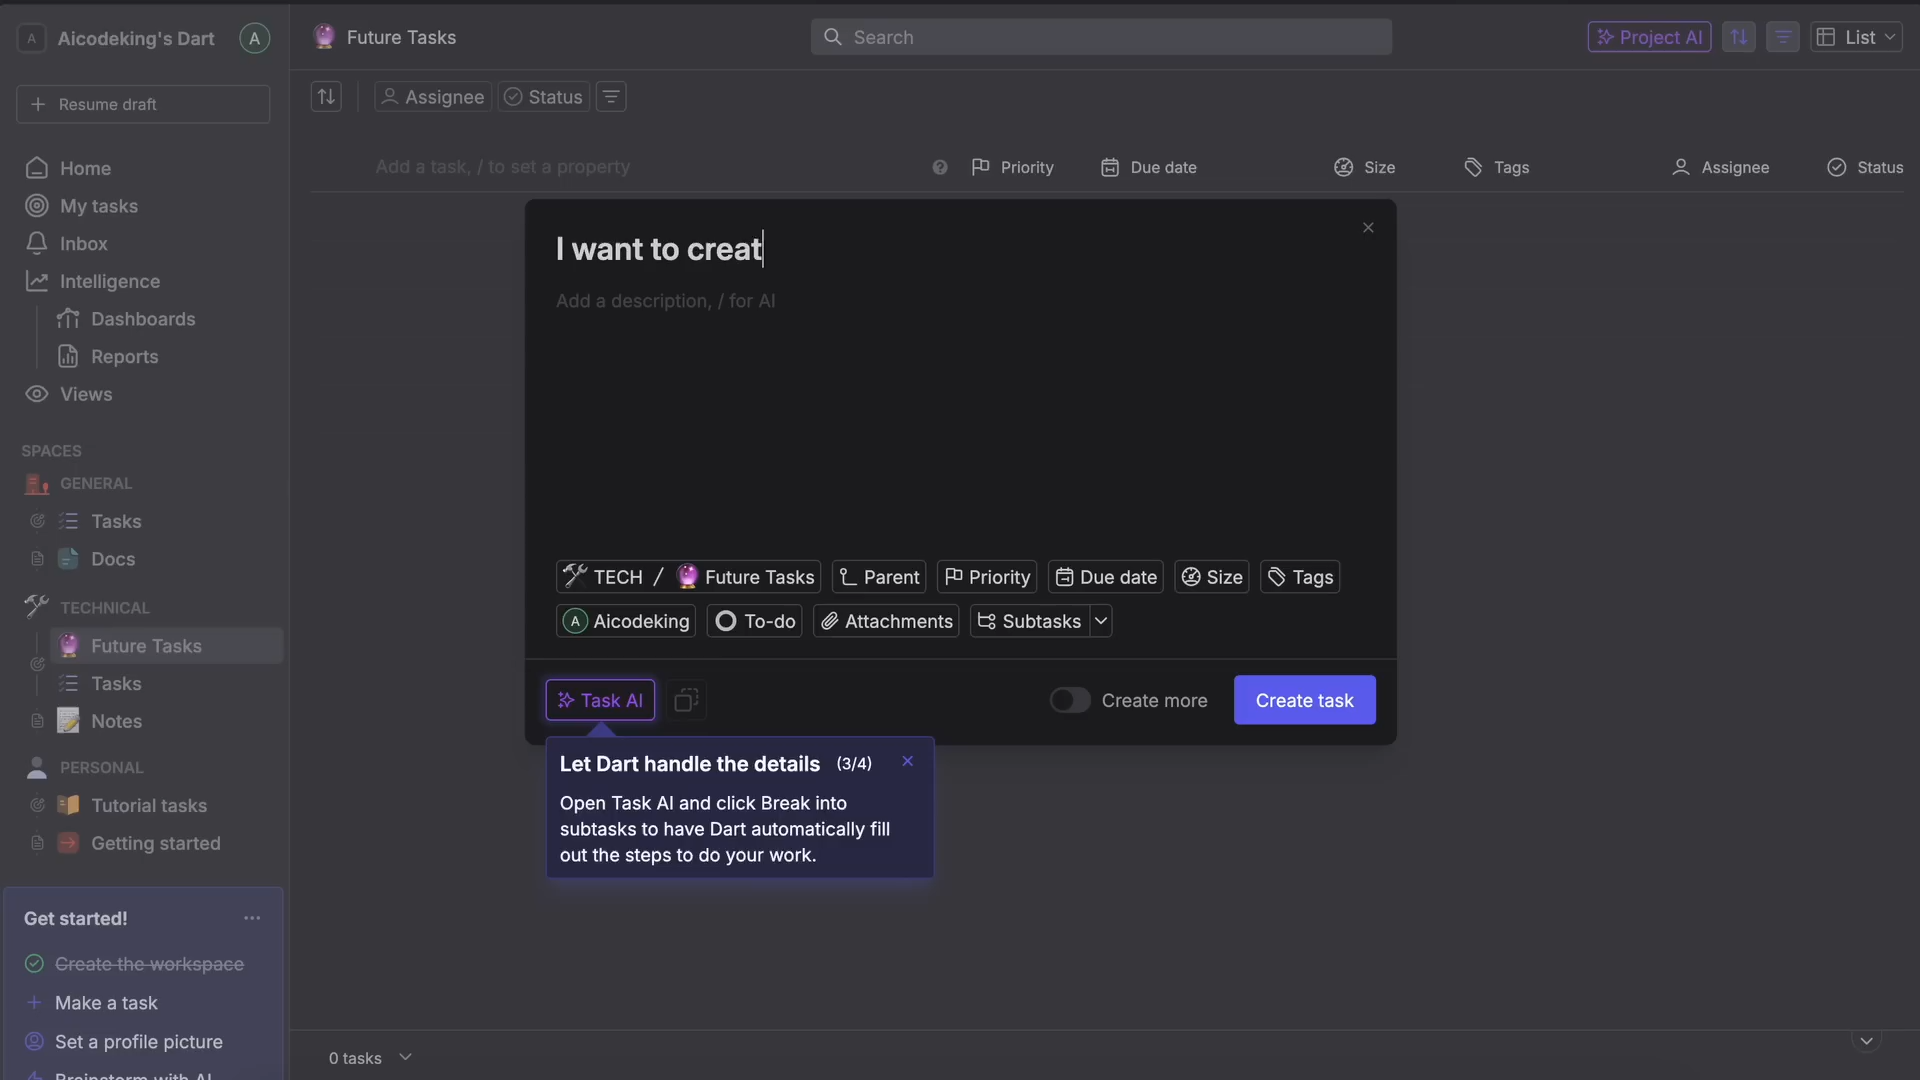 A Aicodeking's Dart A
Future Tasks
Search
Project AI
List
Resume draft
Assignee Status
Add a task, / to set a property ? Priority Due date Size Tags Assignee Status
Home
My tasks
Inbox
Intelligence
Dashboards
Reports
Views
SPACES
GENERAL
Tasks
Docs
TECHNICAL
Future Tasks
Tasks
Notes
PERSONAL
Tutorial tasks
Getting started
Get started! ...
Create the workspace
Make a task
Set a profile picture
Brainstorm with AI
I want to creat
Add a description, / for AI
TECH / Future Tasks Parent Priority Due date Size Tags
A Aicodeking To-do Attachments Subtasks
Task AI Create more Create task
Let Dart handle the details (3/4)
Open Task AI and click Break into
subtasks to have Dart automatically fill
out the steps to do your work.
0 tasks